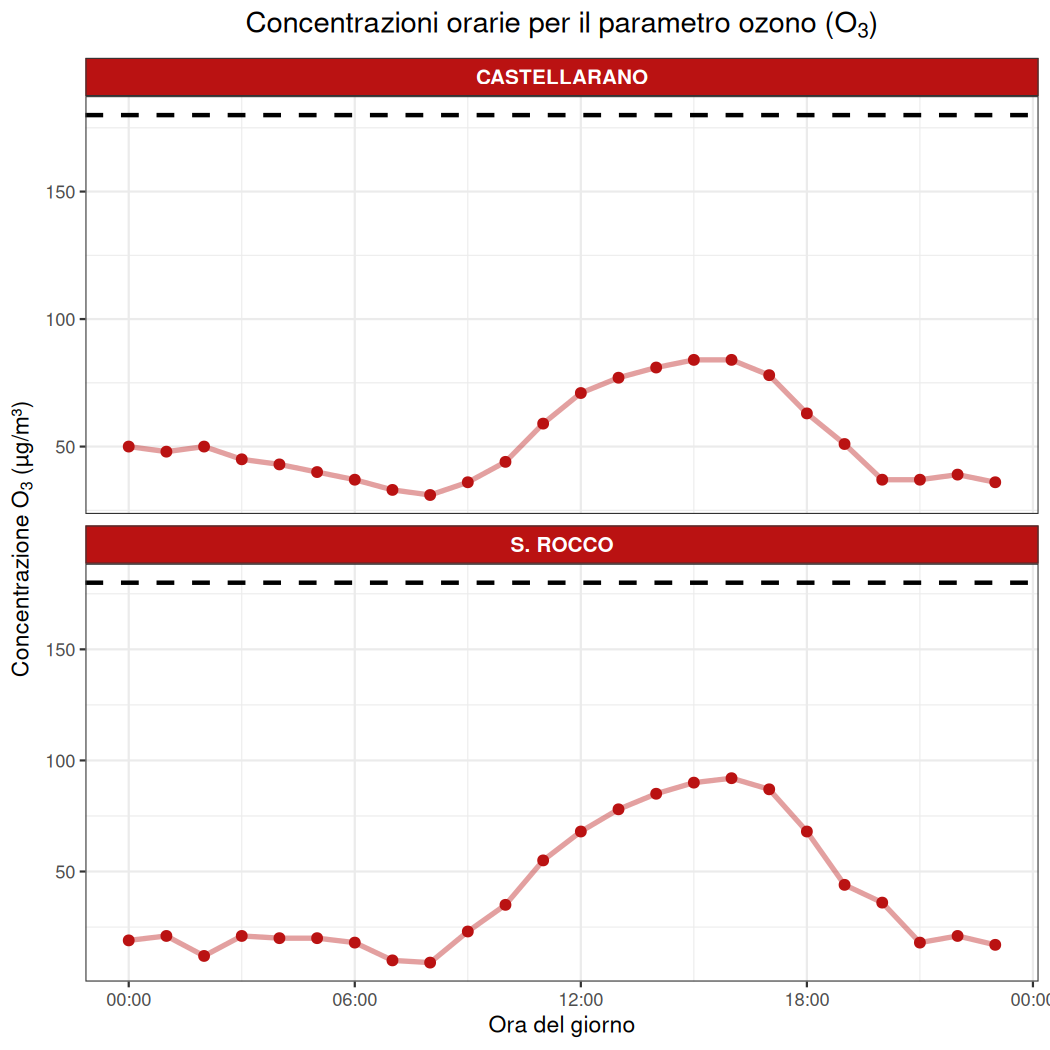 Concentrazioni orarie per il parametro ozono (O₃)
CASTELLARANO
150
100
50
S. ROCCO
150
100
50
Concentrazione O₃ (µg/m³)
00:00 06:00 12:00 18:00 00:00
Ora del giorno